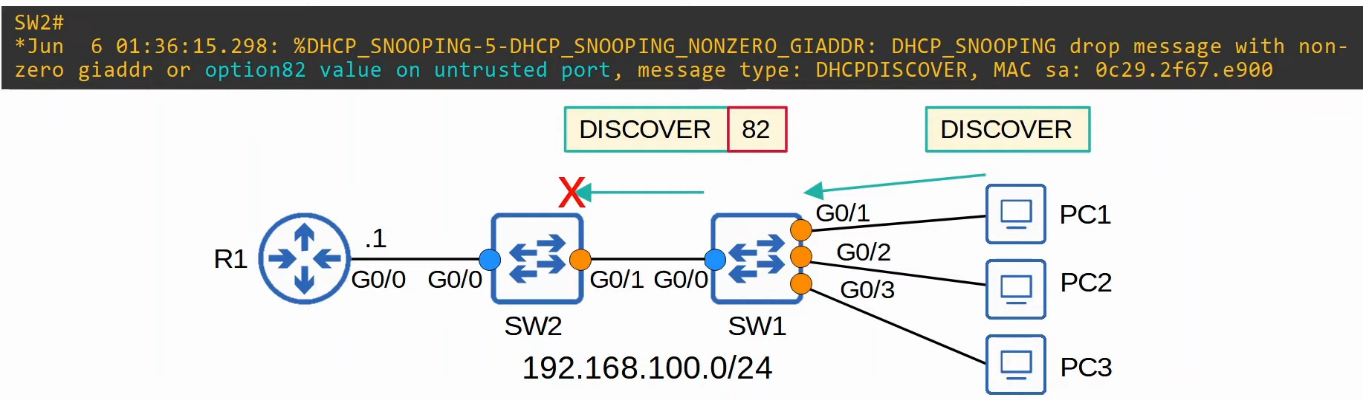 SW2#
*Jun  6 01:36:15.298: %DHCP_SNOOPING-5-DHCP_SNOOPING_NONZERO_GIADDR: DHCP_SNOOPING drop message with non-
zero giaddr or option82 value on untrusted port, message type: DHCPDISCOVER, MAC sa: 0c29.2f67.e900
DISCOVER 82
DISCOVER
X
G0/1
PC1
R1
.1
G0/0
G0/0
G0/1
G0/0
G0/2
PC2
G0/3
SW2
SW1
192.168.100.0/24
PC3